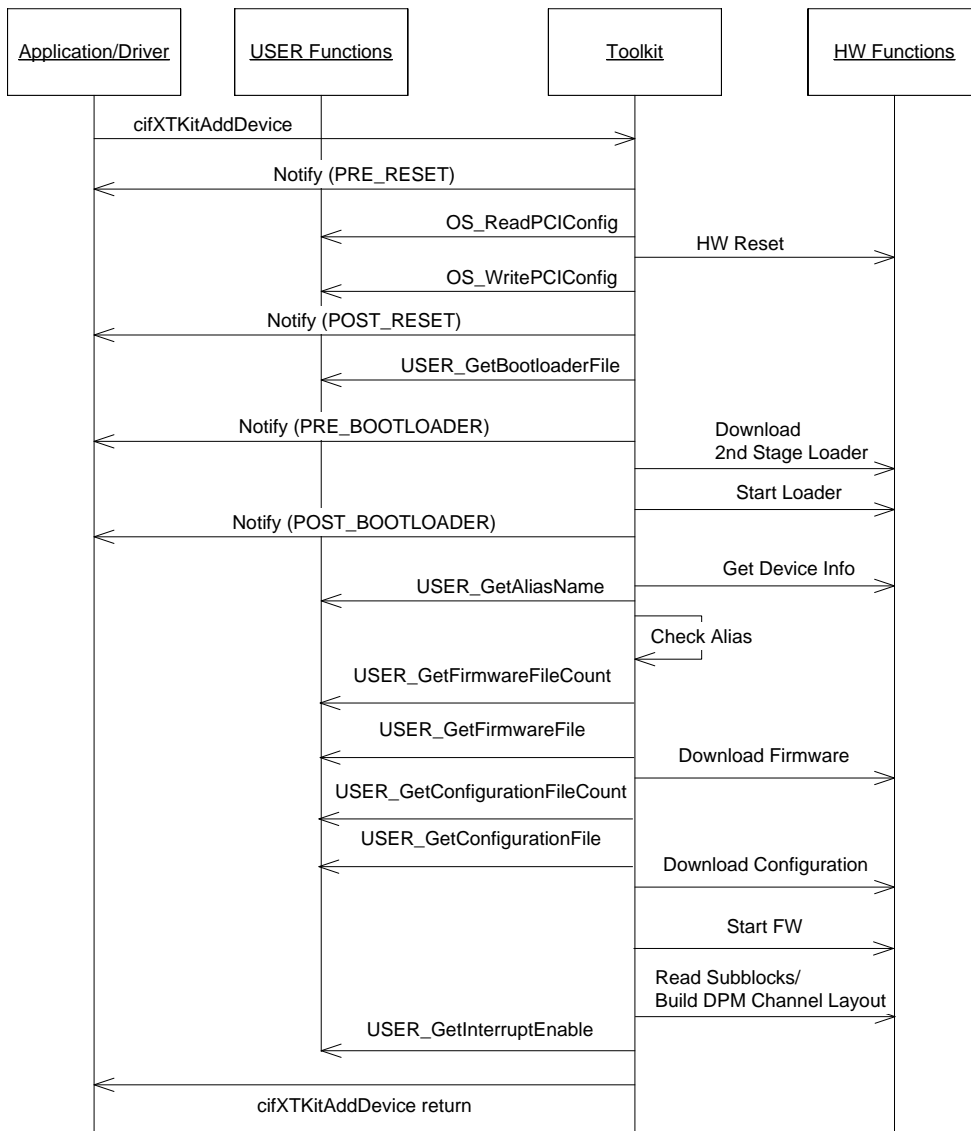 Application/Driver
USER Functions
Toolkit
HW Functions
cifXTKitAddDevice
Notify (PRE_RESET)
OS_ReadPCIConfig
HW Reset
OS_WritePCIConfig
Notify (POST_RESET)
USER_GetBootloaderFile
Notify (PRE_BOOTLOADER)
Download
2nd Stage Loader
Start Loader
Notify (POST_BOOTLOADER)
Get Device Info
USER_GetAliasName
Check Alias
USER_GetFirmwareFileCount
USER_GetFirmwareFile
Download Firmware
USER_GetConfigurationFileCount
USER_GetConfigurationFile
Download Configuration
Start FW
Read Subblocks/
Build DPM Channel Layout
USER_GetInterruptEnable
cifXTKitAddDevice return